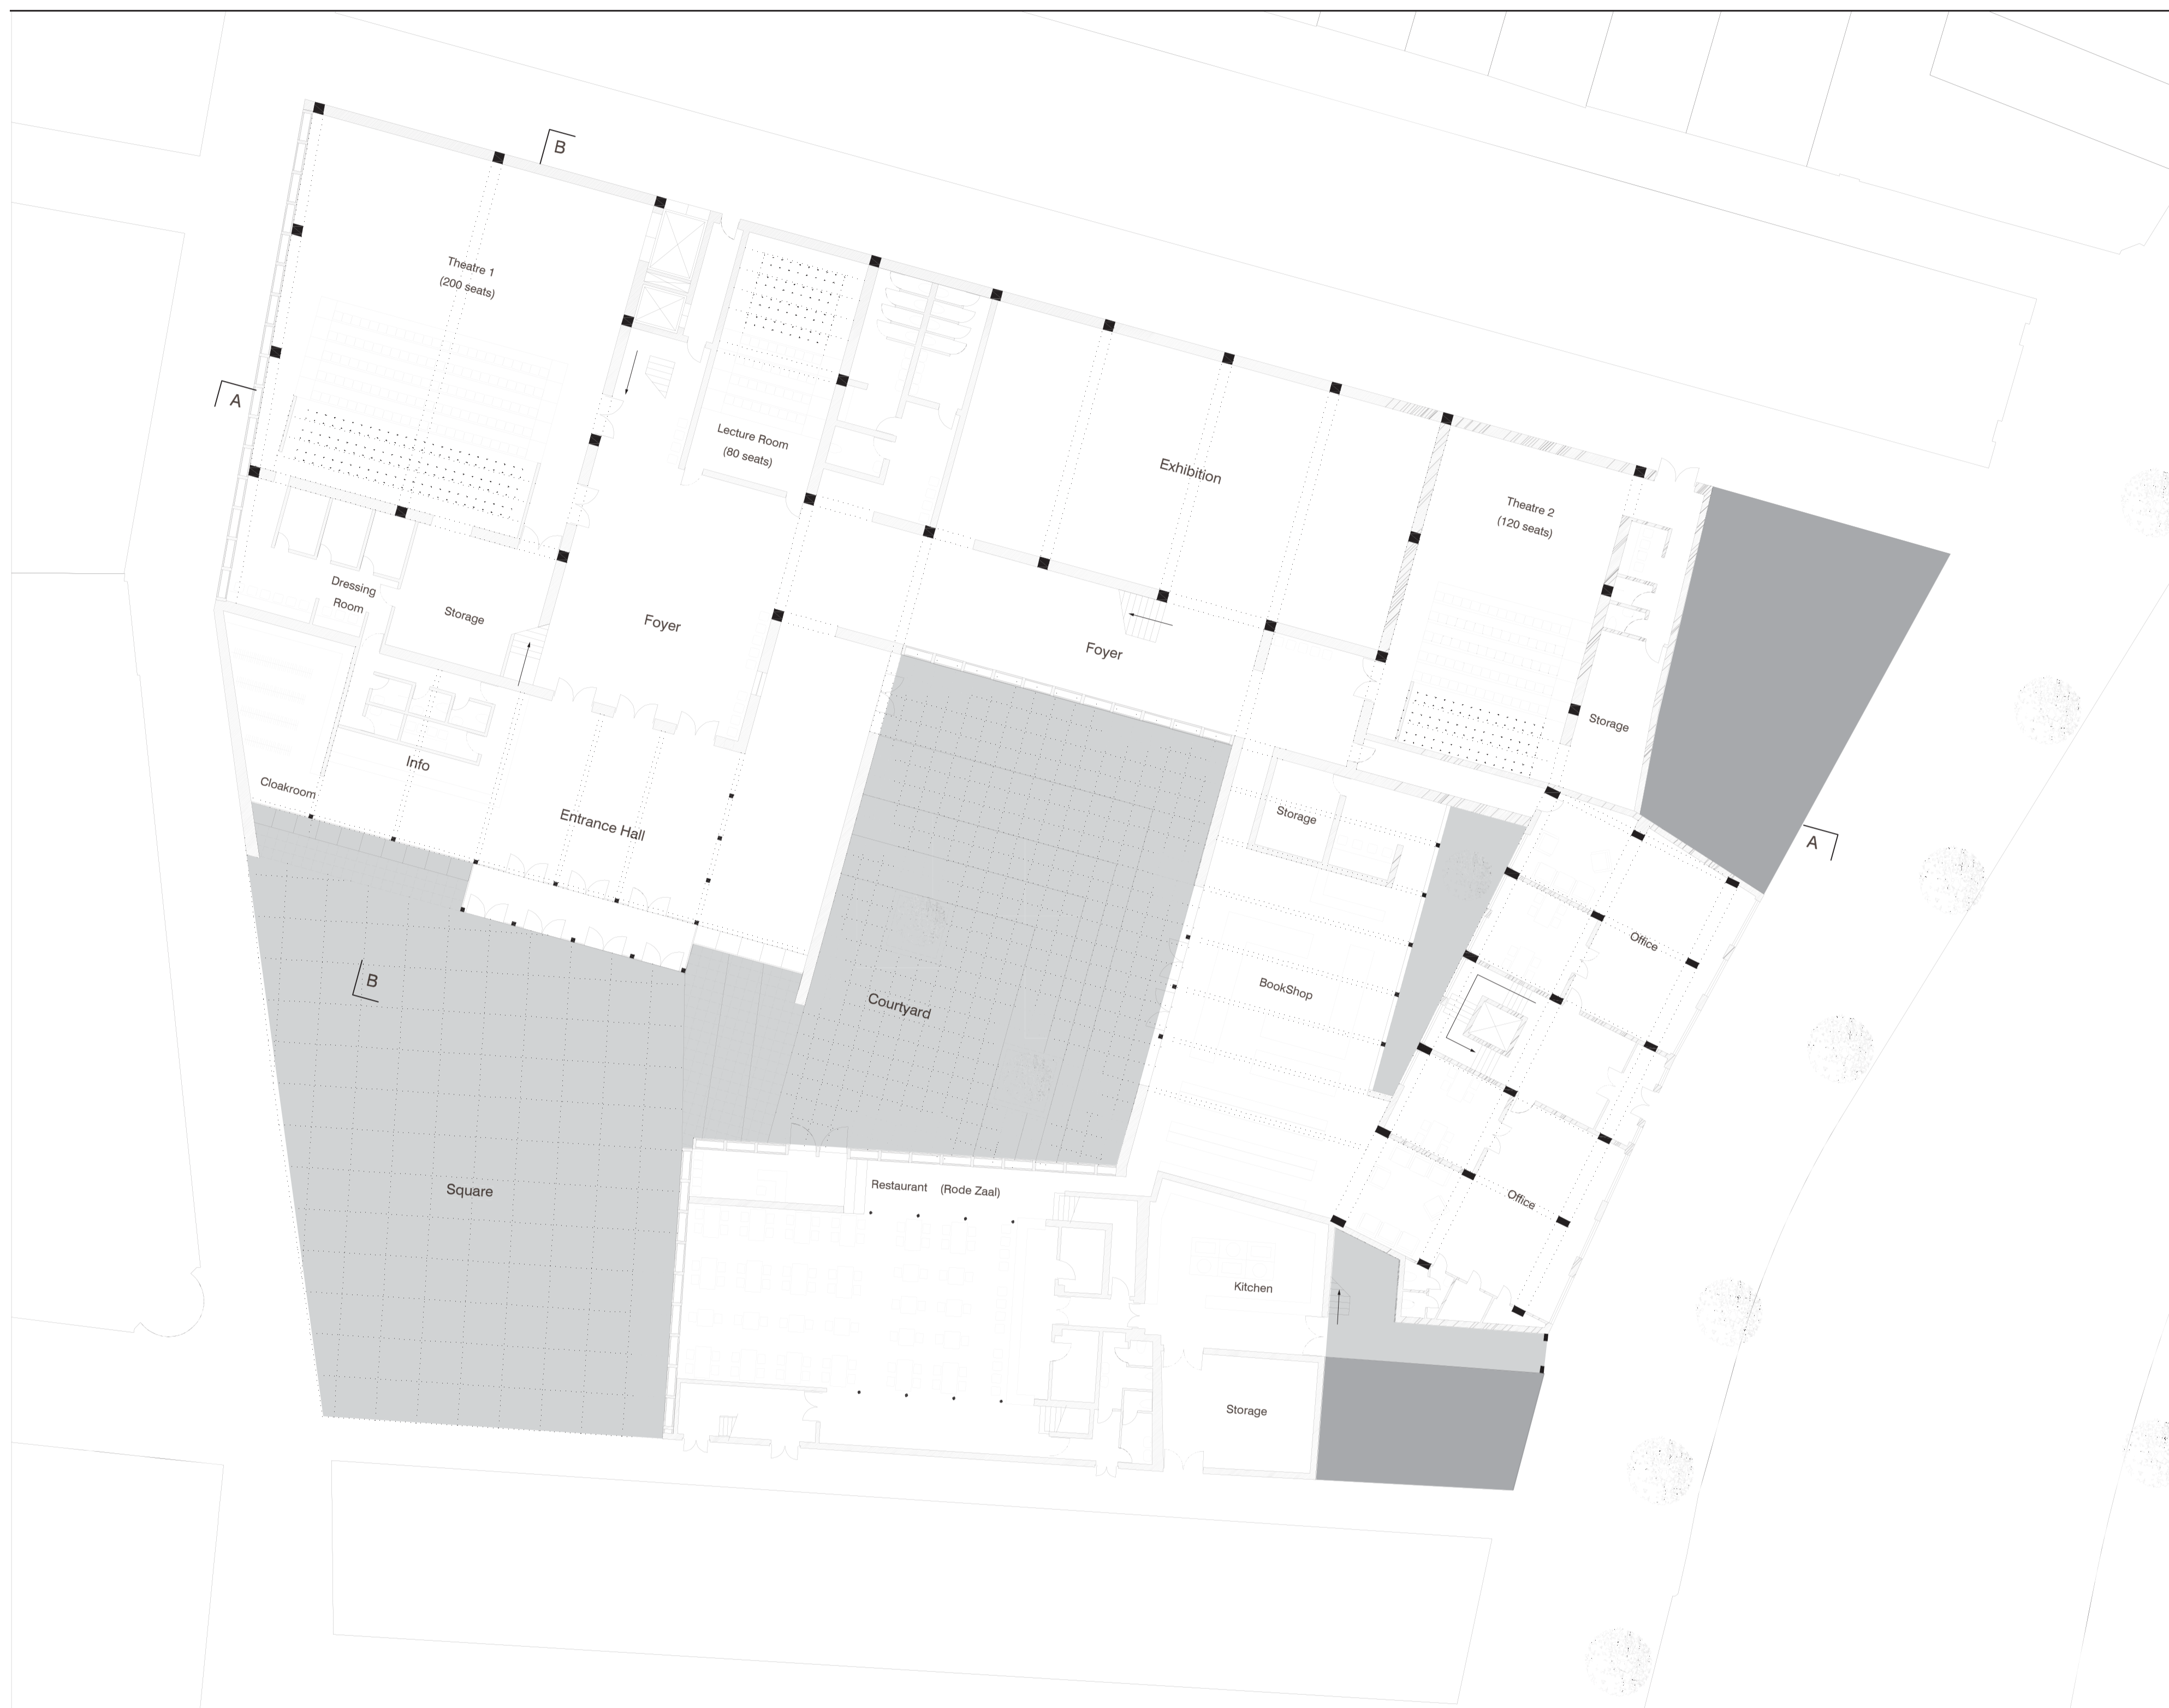 B
Theatre 1
(200 seats)
A
Lecture Room
(80 seats)
Exhibition
Theatre 2
(120 seats)
Dressing
Room
Storage
Foyer
Foyer
Storage
Info
Cloakroom
Entrance Hall
Storage
A
Office
B
Courtyard
BookShop
Square
Restaurant (Rode Zaal)
Office
Kitchen
Storage